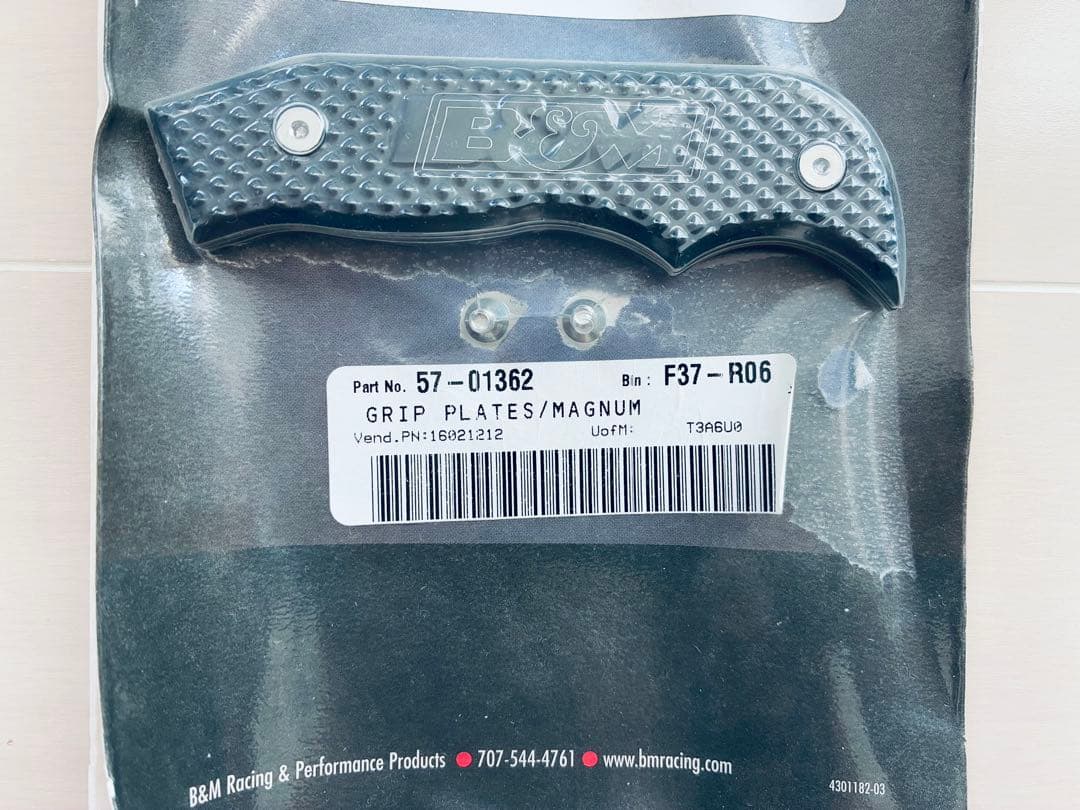 B&M
Part No. 57-01362 Bin: F37-R06
GRIP PLATES/MAGNUM
Vend.PN:16021212 UofM: T3A6U0
B&M Racing & Performance Products ● 707-544-4761 ● www.bmracing.com
4301182-03